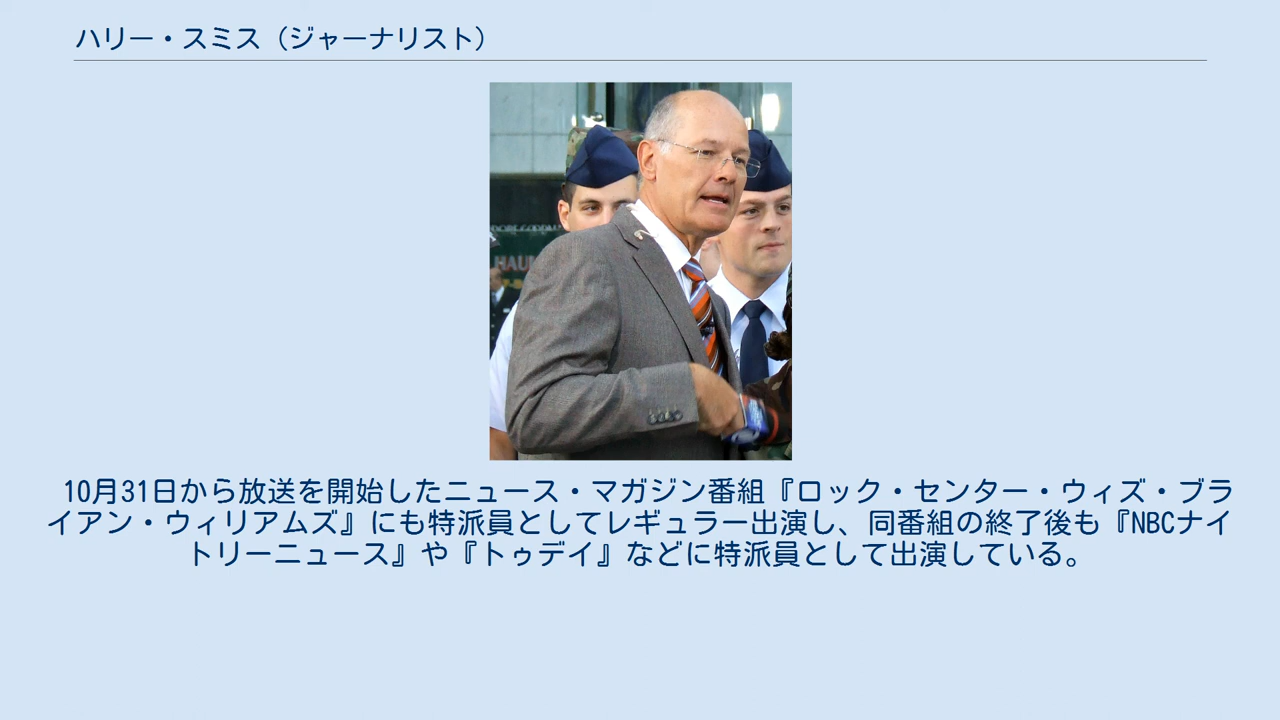 ハリー・スミス（ジャーナリスト）
HAUL
10月31日から放送を開始したニュース・マガジン番組『ロック・センター・ウィズ・ブラ
イアン・ウィリアムズ』にも特派員としてレギュラー出演し、同番組の終了後も『NBCナイ
トリーニュース』や『トゥデイ』などに特派員として出演している。